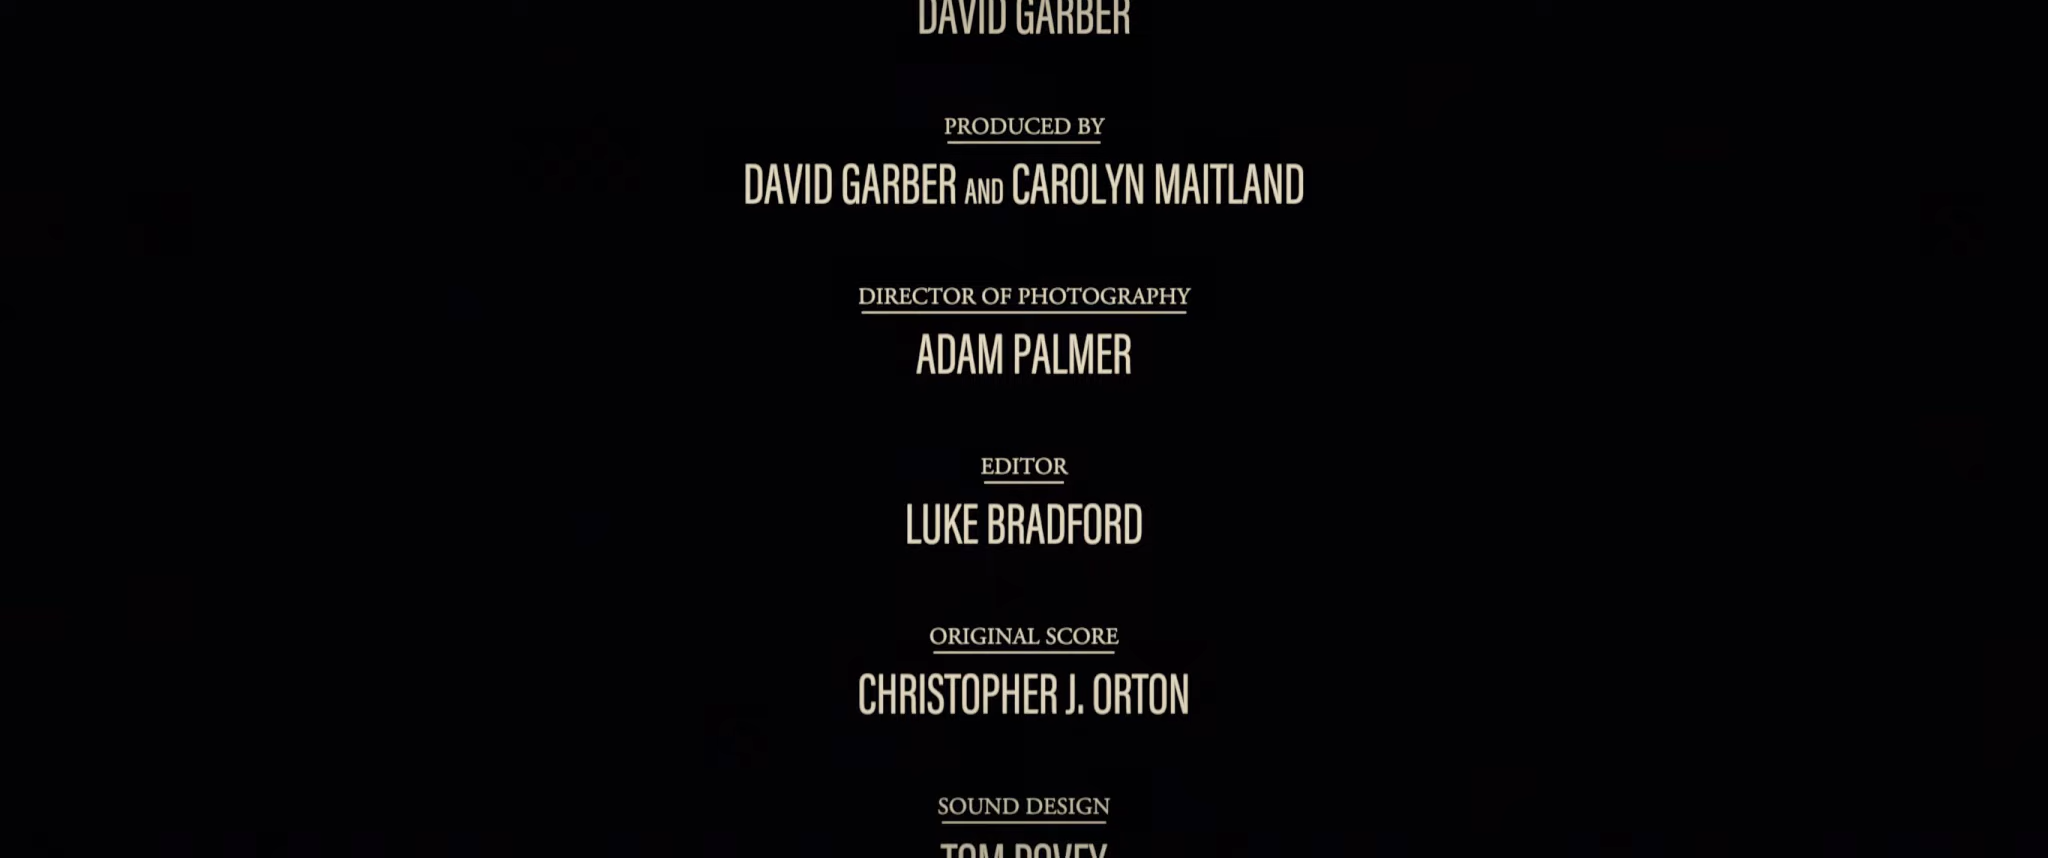 DAVID GARBER
PRODUCED BY
DAVID GARBER AND CAROLYN MAITLAND
DIRECTOR OF PHOTOGRAPHY
ADAM PALMER
EDITOR
LUKE BRADFORD
ORIGINAL SCORE
CHRISTOPHER J. ORTON
SOUND DESIGN
TOM